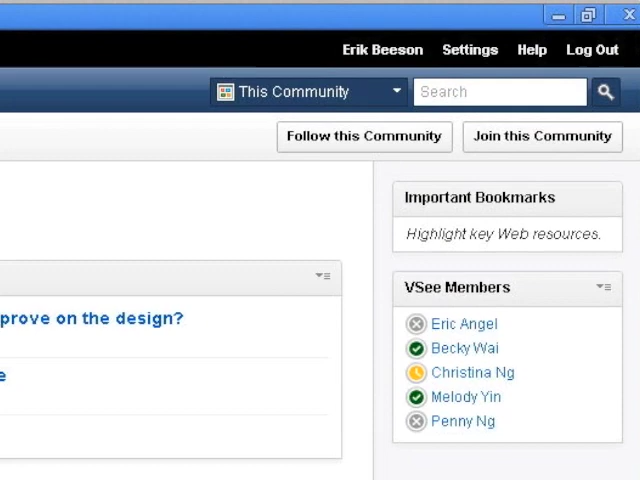 Erik Beeson Settings Help Log Out
This Community Search
Follow this Community Join this Community
Important Bookmarks
Highlight key Web resources.
VSee Members
prove on the design?
Eric Angel
Becky Wai
Christina Ng
e
Melody Yin
Penny Ng